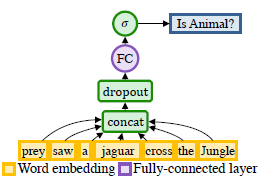 σ
Is Animal?
FC
dropout
concat
prey saw a jaguar cross the Jungle
Word embedding Fully-connected layer